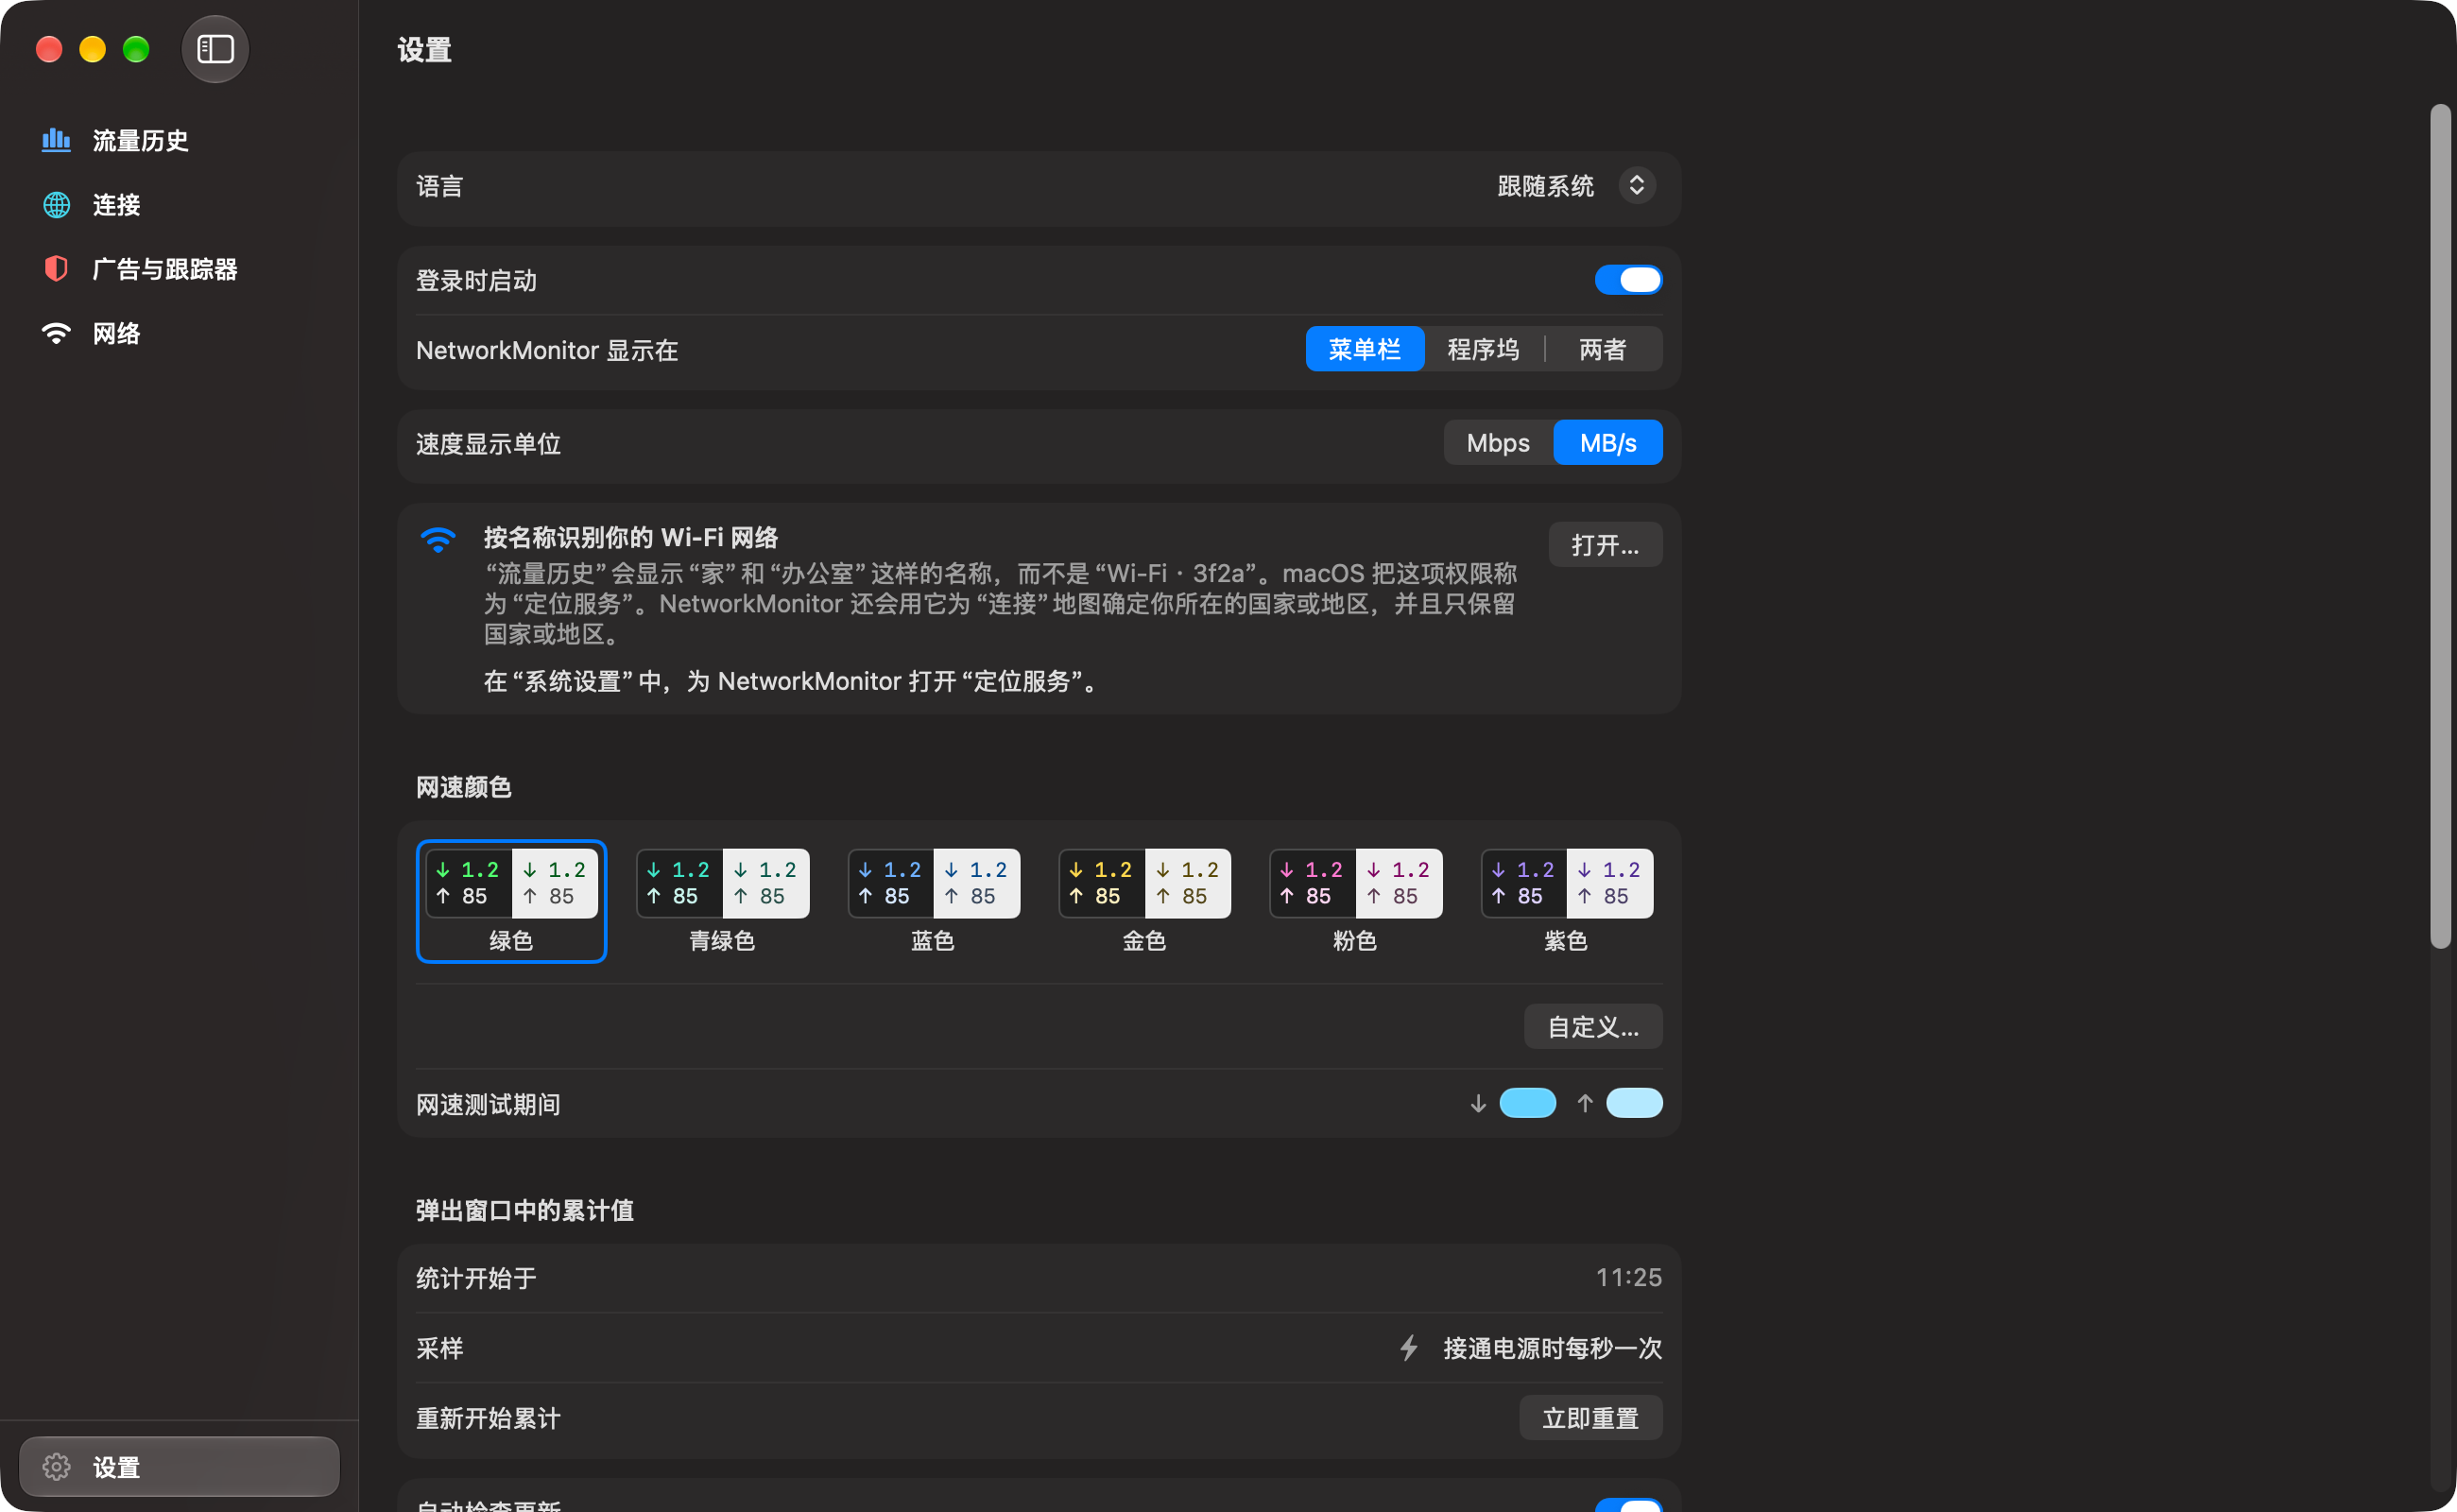 设置
流量历史
连接
广告与跟踪器
网络
语言
跟随系统
登录时启动
NetworkMonitor 显示在
菜单栏
程序坞
两者
速度显示单位
Mbps
MB/s
按名称识别你的 Wi-Fi 网络
打开...
“流量历史”会显示“家”和“办公室”这样的名称，而不是“Wi-Fi · 3f2a”。macOS 把这项权限称
为“定位服务”。NetworkMonitor 还会用它为“连接”地图确定你所在的国家或地区，并且只保留
国家或地区。
在“系统设置”中，为 NetworkMonitor 打开“定位服务”。
网速颜色
↓ 1.2 ↓ 1.2
↑ 85 ↑ 85
绿色
↓ 1.2 ↓ 1.2
↑ 85 ↑ 85
青绿色
↓ 1.2 ↓ 1.2
↑ 85 ↑ 85
蓝色
↓ 1.2 ↓ 1.2
↑ 85 ↑ 85
金色
↓ 1.2 ↓ 1.2
↑ 85 ↑ 85
粉色
↓ 1.2 ↓ 1.2
↑ 85 ↑ 85
紫色
自定义...
网速测试期间
↓ ↑
弹出窗口中的累计值
统计开始于
11:25
采样
接通电源时每秒一次
重新开始累计
立即重置
自动检查更新
设置